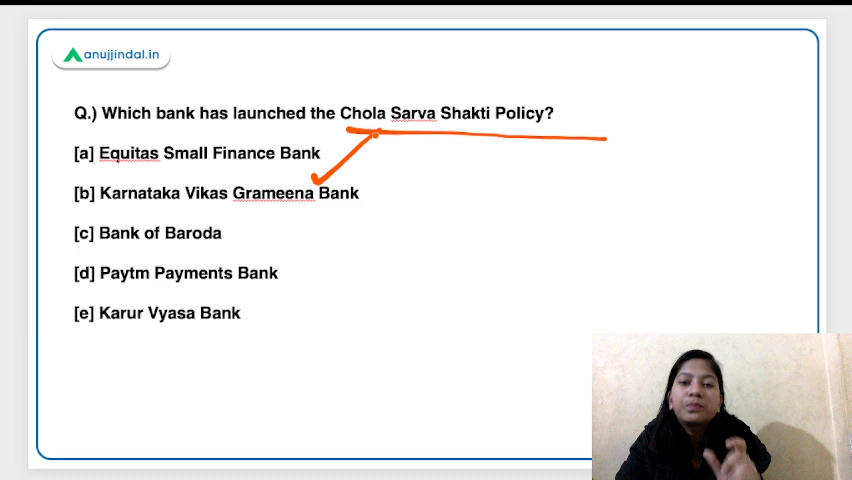 anujjindal.in
Q.) Which bank has launched the Chola Sarva Shakti Policy?
[a] Equitas Small Finance Bank
[b] Karnataka Vikas Grameena Bank
[c] Bank of Baroda
[d] Paytm Payments Bank
[e] Karur Vyasa Bank